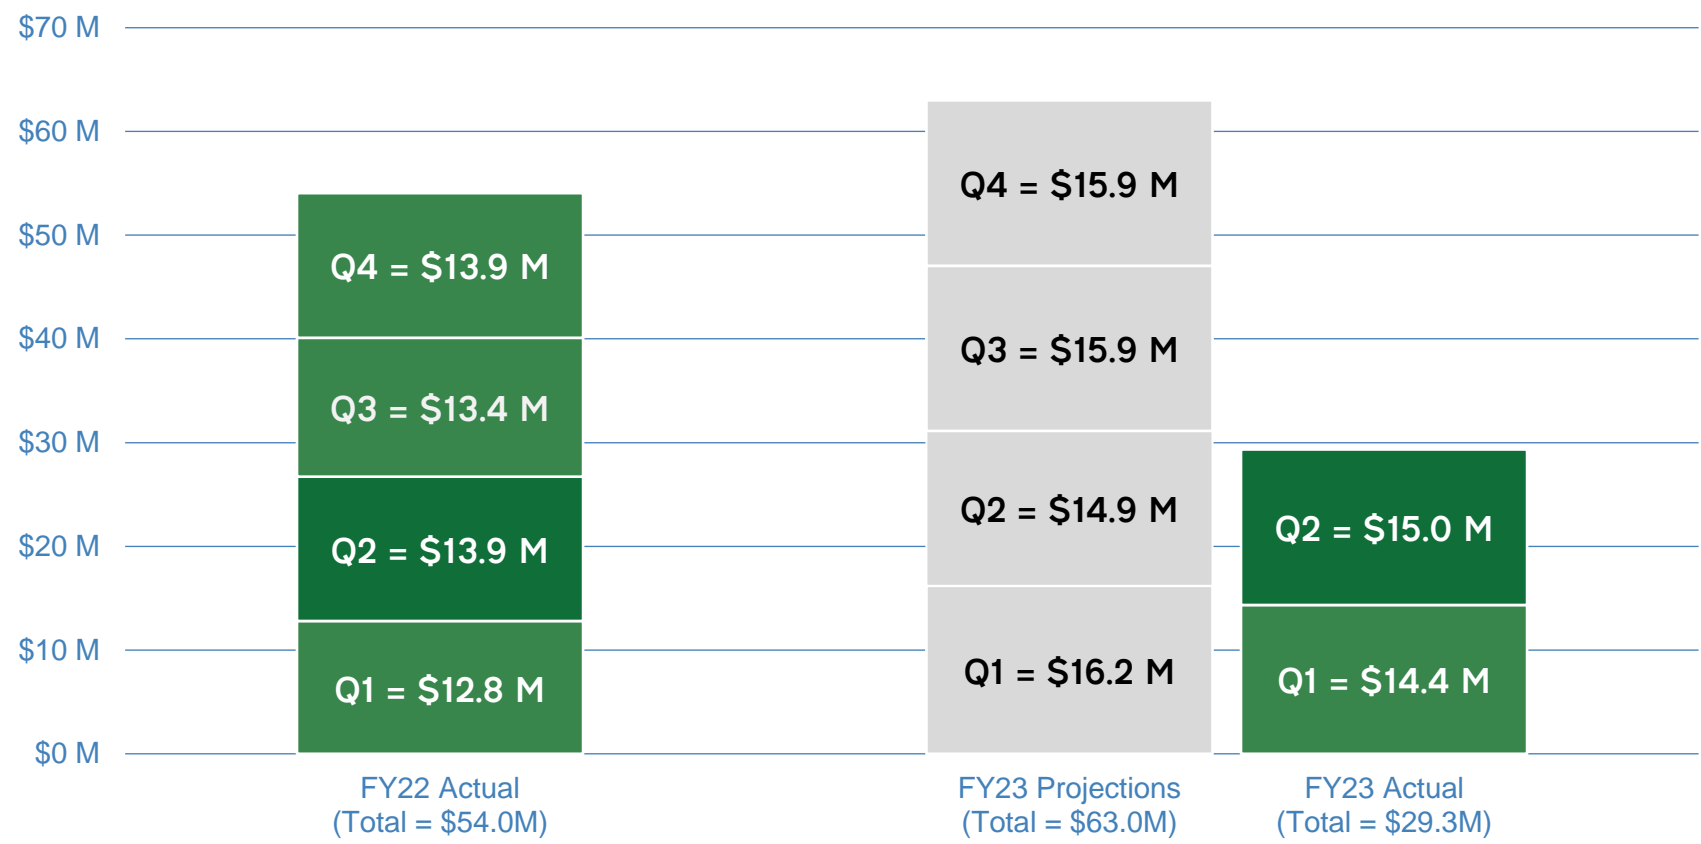 $70 M
$60 M
$50 M
$40 M
$30 M
$20 M
$10 M
$0 M
Q4 = $13.9 M
Q3 = $13.4 M
Q2 = $13.9 M
Q1 = $12.8 M
Q4 = $15.9 M
Q3 = $15.9 M
Q2 = $14.9 M
Q1 = $16.2 M
Q2 = $15.0 M
Q1 = $14.4 M
FY22 Actual
(Total = $54.0M)
FY23 Projections
(Total = $63.0M)
FY23 Actual
(Total = $29.3M)